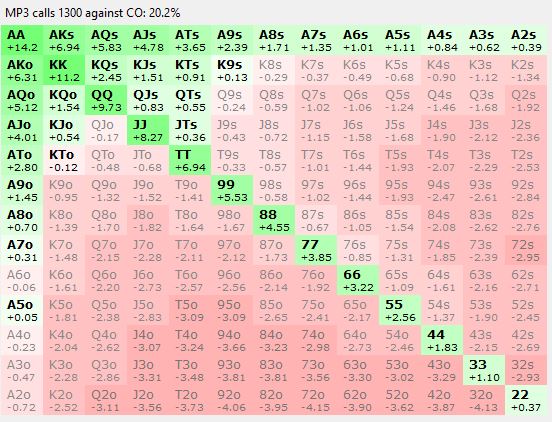 MP3 calls 1300 against CO: 20.2%
AA AKs AQs AJs ATs A9s A8s A7s A6s A5s A4s A3s A2s
+14.2 +6.94 +5.83 +4.78 +3.65 +2.39 +1.71 +1.35 +1.01 +1.11 +0.84 +0.62 +0.39
AKo KK KQs KJs KTs K9s K8s K7s K6s K5s K4s K3s K2s
+6.31 +11.2 +2.45 +1.51 +0.91 +0.13 -0.29 -0.37 -0.49 -0.68 -0.90 -1.12 -1.34
AQo KQo QQ QJs QTs Q9s Q8s Q7s Q6s Q5s Q4s Q3s Q2s
+5.12 +1.54 +9.73 +0.83 +0.55 -0.24 -0.59 -1.02 -1.06 -1.24 -1.46 -1.68 -1.92
AJo KJo QJo JJ JTs J9s J8s J7s J6s J5s J4s J3s J2s
+4.01 +0.54 -0.17 +8.27 +0.36 -0.43 -0.72 -1.15 -1.58 -1.68 -1.90 -2.12 -2.36
ATo KTo QTo JTo TT T9s T8s T7s T6s T5s T4s T3s T2s
+2.80 -0.12 -0.48 -0.68 +6.94 -0.33 -0.57 -1.01 -1.44 -1.93 -2.07 -2.29 -2.53
A9o K9o Q9o J9o T9o 99 98s 97s 96s 95s 94s 93s 92s
+1.45 -0.95 -1.32 -1.52 -1.41 +5.53 -0.58 -1.02 -1.44 -1.93 -2.47 -2.61 -2.84
A8o K8o Q8o J8o T8o 98o 88 87s 86s 85s 84s 83s 82s
+0.70 -1.39 -1.70 -1.82 -1.64 -1.67 +4.55 -0.67 -1.05 -1.54 -2.08 -2.62 -2.76
A7o K7o Q7o J7o T7o 97o 87o 77 76s 75s 74s 73s 72s
+0.31 -1.48 -2.15 -2.28 -2.11 -2.12 -1.73 +3.85 -0.85 -1.31 -1.85 -2.39 -2.95
A6o K6o Q6o J6o T6o 96o 86o 76o 66 65s 64s 63s 62s
-0.06 -1.61 -2.20 -2.73 -2.57 -2.56 -2.14 -1.92 +3.22 -1.09 -1.61 -2.16 -2.71
A5o K5o Q5o J5o T5o 95o 85o 75o 65o 55 54s 53s 52s
+0.05 -1.81 -2.38 -2.83 -3.09 -3.09 -2.65 -2.41 -2.17 +2.56 -1.37 -1.90 -2.45
A4o K4o Q4o J4o T4o 94o 84o 74o 64o 54o 44 43s 42s
-0.23 -2.04 -2.62 -3.07 -3.24 -3.66 -3.23 -2.98 -2.73 -2.46 +1.83 -2.15 -2.69
A3o K3o Q3o J3o T3o 93o 83o 73o 63o 53o 43o 33 32s
-0.47 -2.28 -2.86 -3.31 -3.48 -3.81 -3.81 -3.56 -3.30 -3.02 -3.29 +1.10 -2.93
A2o K2o Q2o J2o T2o 92o 82o 72o 62o 52o 42o 32o 22
-0.72 -2.52 -3.11 -3.56 -3.73 -4.06 -3.95 -4.15 -3.90 -3.62 -3.87 -4.13 +0.37